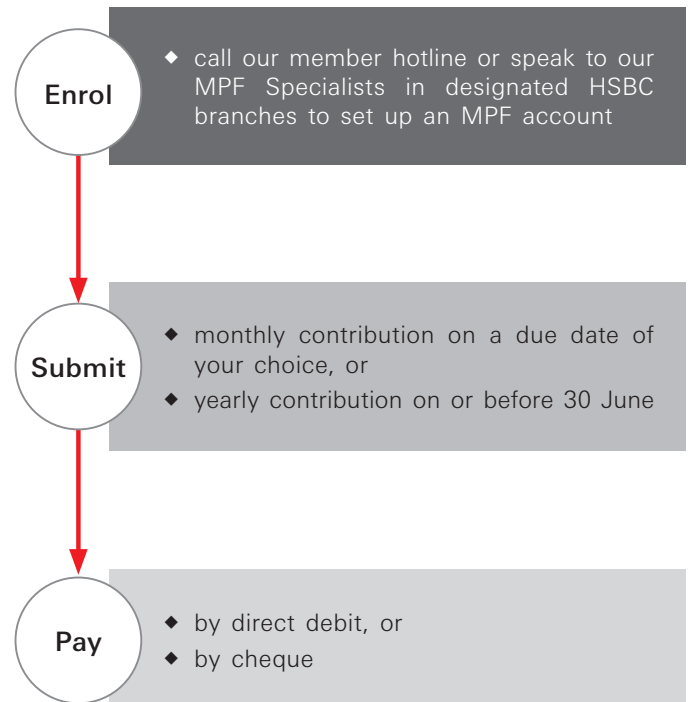 Enrol
◆ call our member hotline or speak to our
MPF Specialists in designated HSBC
branches to set up an MPF account
Submit
◆ monthly contribution on a due date of
your choice, or
◆ yearly contribution on or before 30 June
Pay
◆ by direct debit, or
◆ by cheque